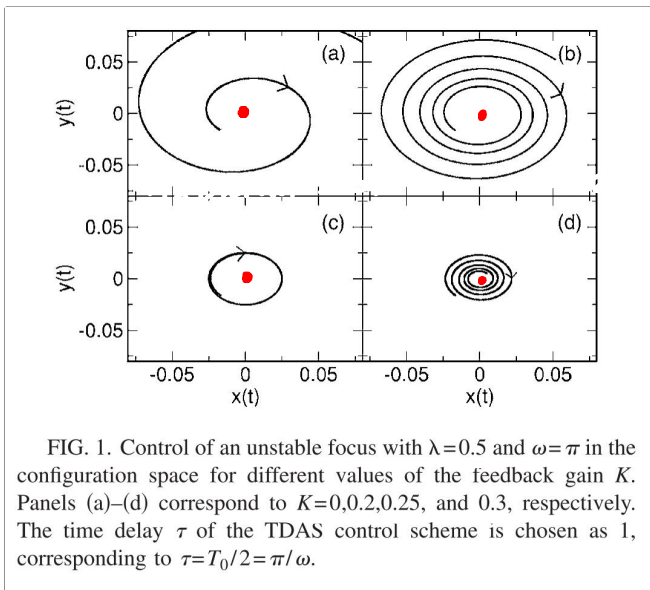 (a)
(b)
0.05
0
-0.05
y(t)
(c)
(d)
0.05
0
-0.05
y(t)
-0.05 0 0.05 -0.05 0 0.05
x(t) x(t)
FIG. 1. Control of an unstable focus with λ=0.5 and ω=π in the
configuration space for different values of the feedback gain K.
Panels (a)–(d) correspond to K=0,0.2,0.25, and 0.3, respectively.
The time delay τ of the TDAS control scheme is chosen as 1,
corresponding to τ=T₀/2=π/ω.